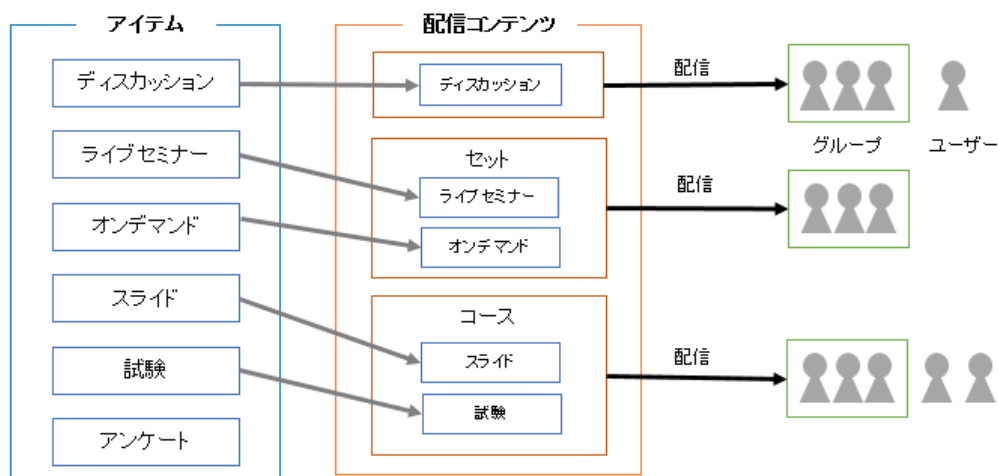 アイテム
ディスカッション
ライブセミナー
オンデマンド
スライド
試験
アンケート
配信コンテンツ
ディスカッション
セット
ライブセミナー
オンデマンド
コース
スライド
試験
配信
グループ
ユーザー
配信
配信